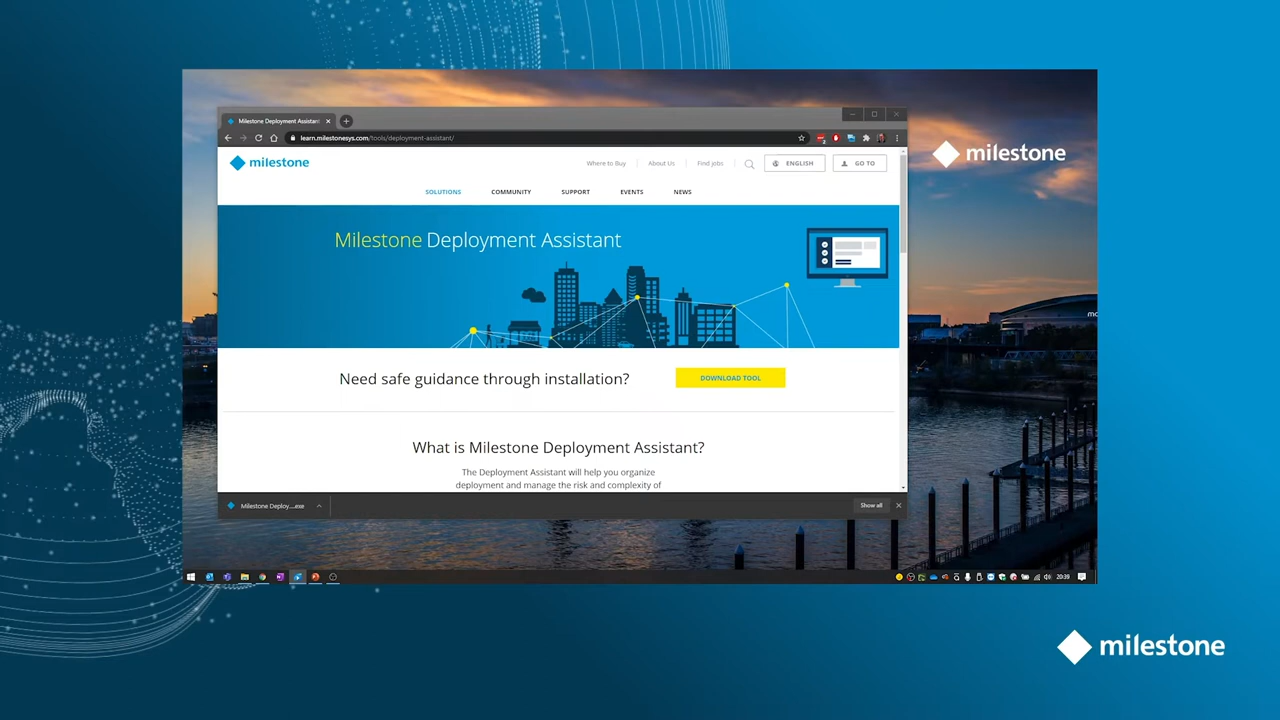 Milestone Deployment Assistant
learn.milestonesys.com/tools/deployment-assistant/
milestone
Where to Buy
About Us
Find jobs
ENGLISH
GO TO
milestone
SOLUTIONS
COMMUNITY
SUPPORT
EVENTS
NEWS
Milestone Deployment Assistant
Need safe guidance through installation?
DOWNLOAD TOOL
What is Milestone Deployment Assistant?
The Deployment Assistant will help you organize
deployment and manage the risk and complexity of
Milestone Deploy....exe
Show all
20:39
milestone